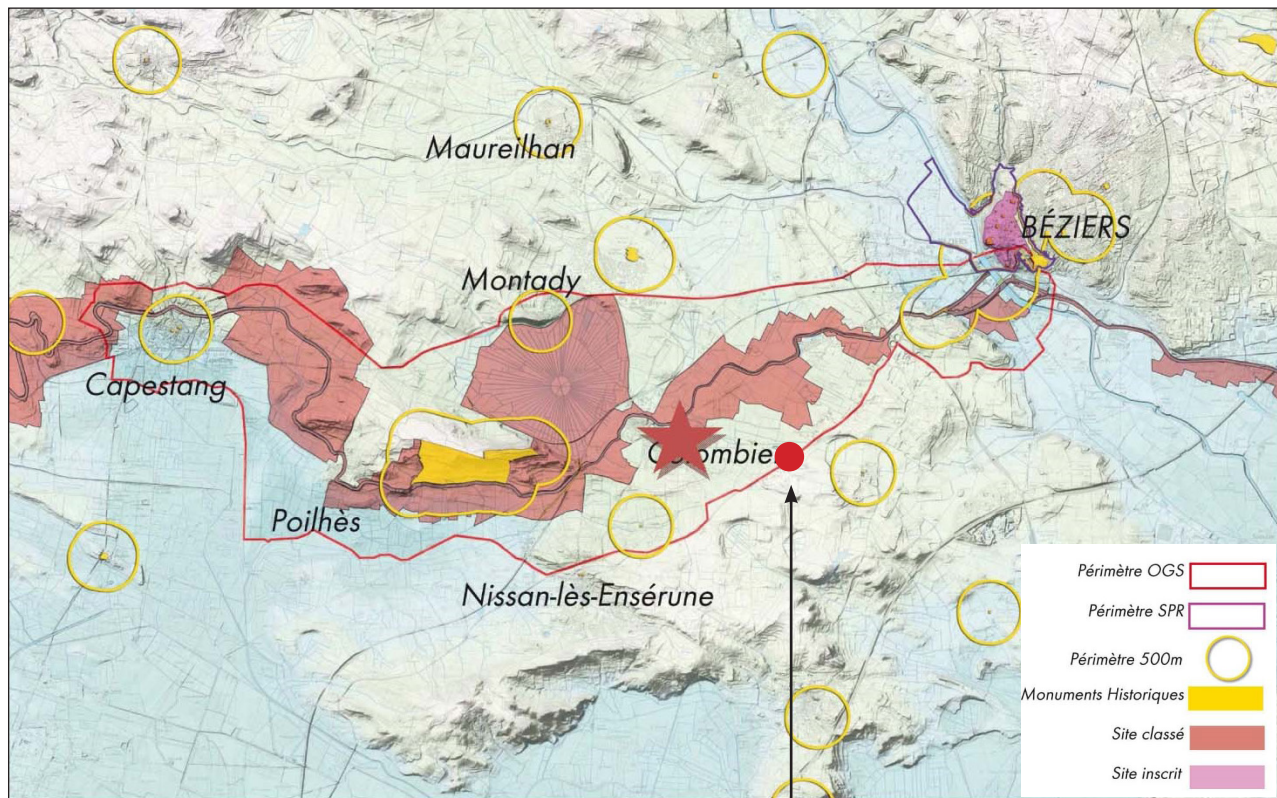 Maureilhan
BÉZIERS
Montady
Capestang
Colombie
Poilhès
Nissan-lès-Ensérune
Périmètre OGS
Périmètre SPR
Périmètre 500m
Monuments Historiques
Site classé
Site inscrit